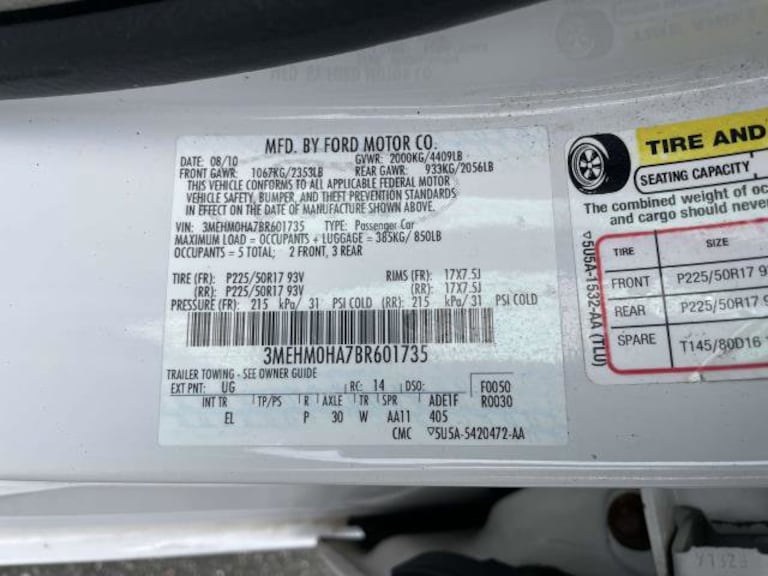 MFD. BY FORD MOTOR CO.
DATE: 08/10 GVWR: 2000KG/4409LB
FRONT GAWR: 1067KG/2353LB REAR GAWR: 933KG/2056LB
THIS VEHICLE CONFORMS TO ALL APPLICABLE FEDERAL MOTOR
VEHICLE SAFETY, BUMPER, AND THEFT PREVENTION STANDARDS
IN EFFECT ON THE DATE OF MANUFACTURE SHOWN ABOVE.
VIN: 3MEHM0HA7BR601735 TYPE: Passenger Car
MAXIMUM LOAD = OCCUPANTS + LUGGAGE = 385KG/ 850LB
OCCUPANTS = 5 TOTAL; 2 FRONT, 3 REAR
TIRE (FR): P225/50R17 93V RIMS (FR): 17X7.5J
(RR): P225/50R17 93V (RR): 17X7.5J
PRESSURE (FR): 215 kPa/ 31 PSI COLD (RR): 215 kPa/ 31 PSI COLD
3MEHM0HA7BR601735
TRAILER TOWING - SEE OWNER GUIDE
EXT PNT: UG RC: 14 DSO: F0050
INT TR TP/PS R AXLE TR SPR ADE1F R0030
EL P 30 W AA11 405
CMC ▽5U5A-5420472-AA
TIRE AND
SEATING CAPACITY
The combined weight of oc
and cargo should neve
TIRE SIZE
FRONT P225/50R17 9
REAR P225/50R17 9
SPARE T145/80D16 1
▽5U5A-1532-AA (TLU)